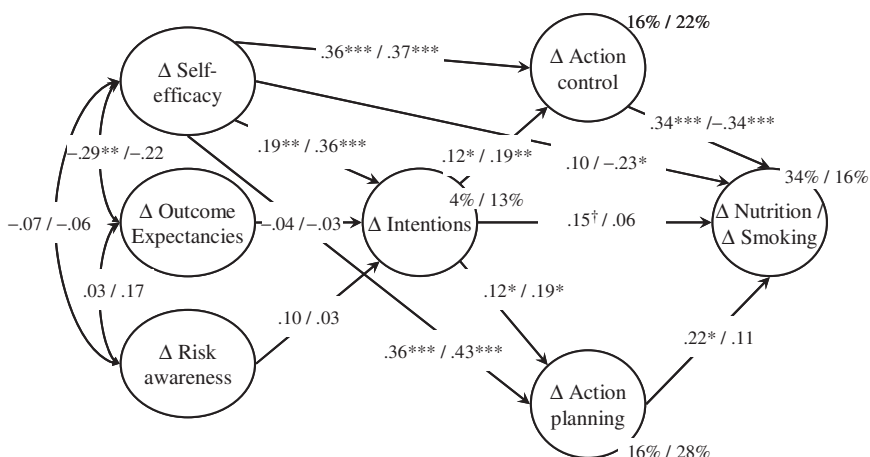 16% / 22%
Δ Self-
efficacy
.36*** / .37***
Δ Action
control
.34*** /–.34***
.19** / .36***
.12* / .19**
–.29** /–.22
.10 / –.23*
34% / 16%
4% / 13%
–.07 / –.06
Δ Outcome
Expectancies
–.04 / –.03
Δ Intentions
.15† / .06
Δ Nutrition /
Δ Smoking
.03 / .17
.12* / .19*
.10 / .03
Δ Risk
awareness
.36*** / .43***
.22* / .11
Δ Action
planning
16% / 28%